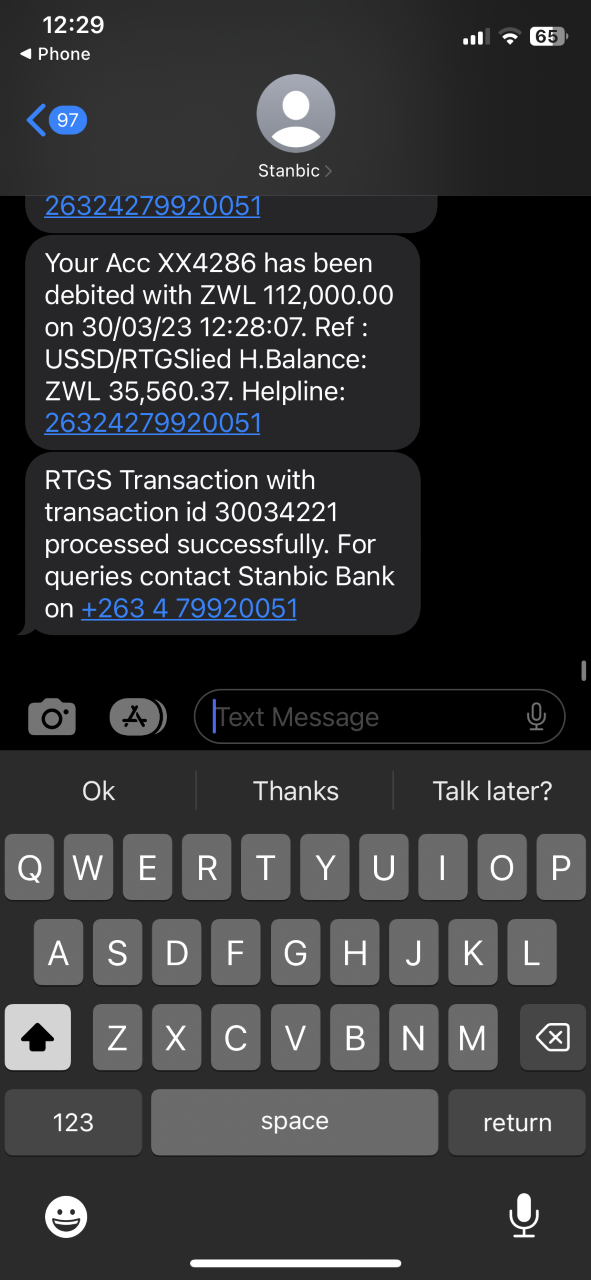 12:29
65
◀ Phone
97
Stanbic
26324279920051
Your Acc XX4286 has been
debited with ZWL 112,000.00
on 30/03/23 12:28:07. Ref :
USSD/RTGSlied H.Balance:
ZWL 35,560.37. Helpline:
26324279920051
RTGS Transaction with
transaction id 30034221
processed successfully. For
queries contact Stanbic Bank
on +263 4 79920051
Text Message
Ok Thanks Talk later?
Q W E R T Y U I O P
A S D F G H J K L
Z X C V B N M
123 space return